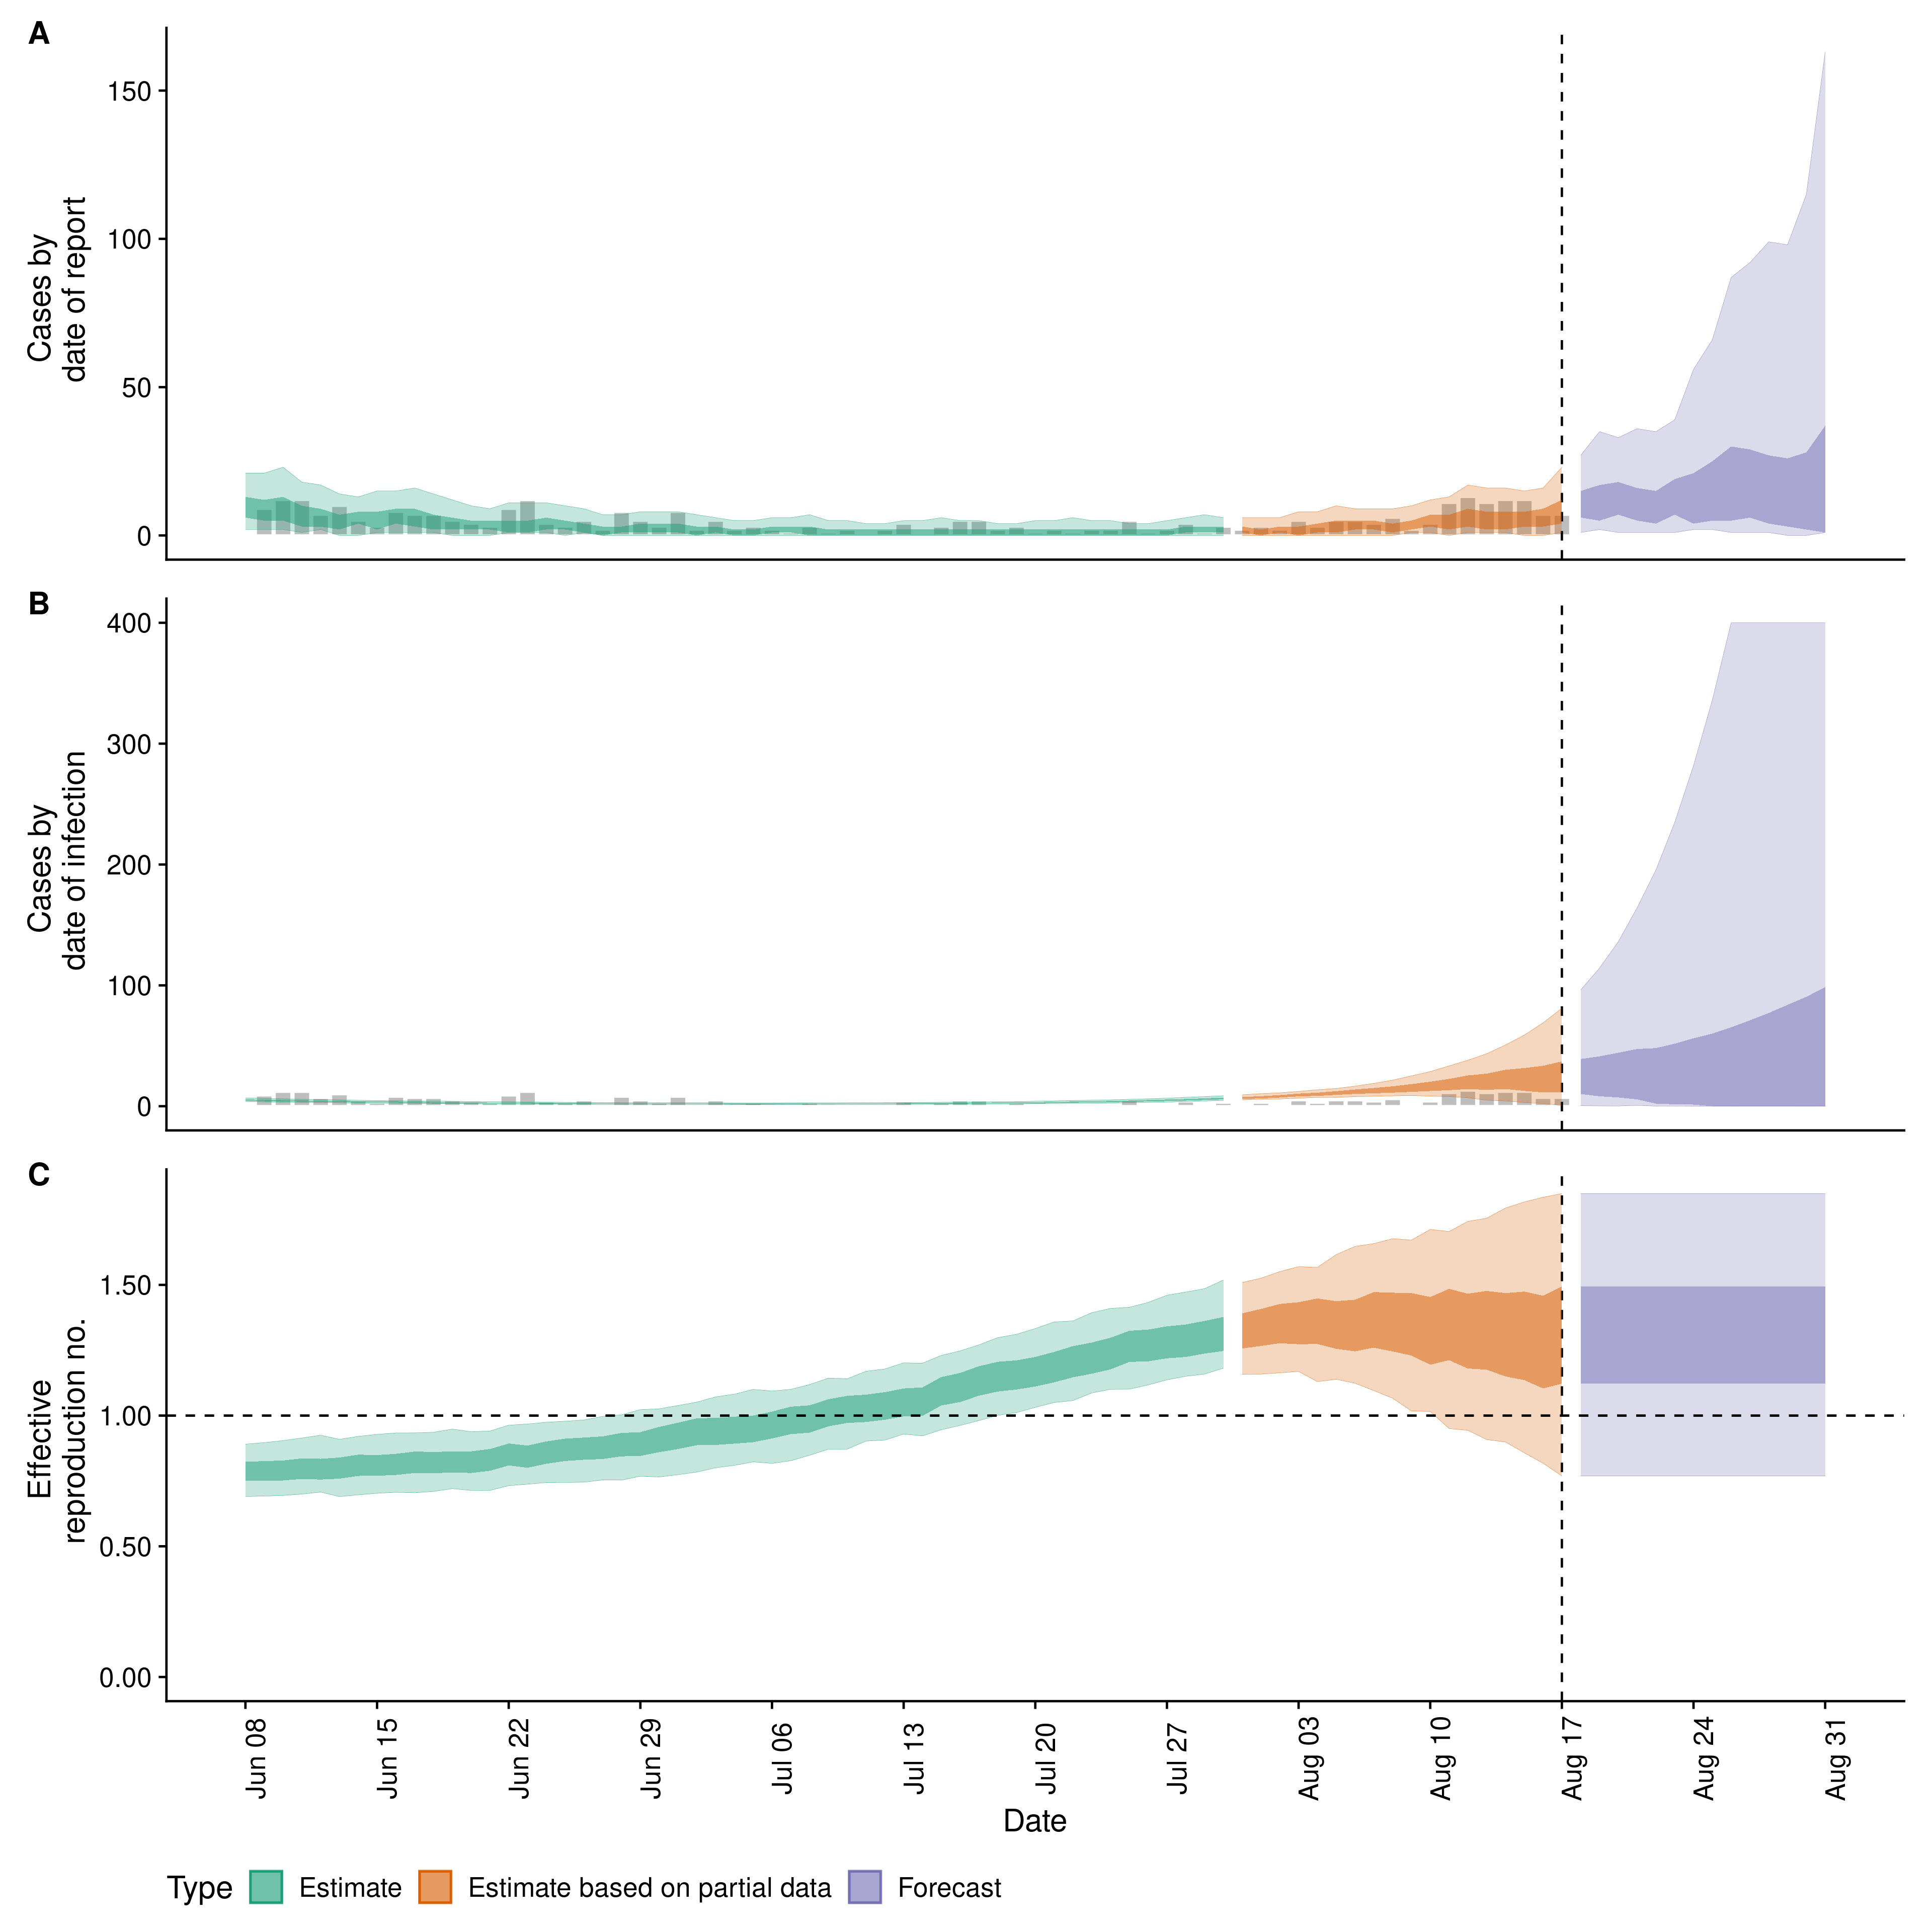 A
Cases by
date of report
150
100
50
0
B
Cases by
date of infection
400
300
200
100
0
C
Effective
reproduction no.
1.50
1.00
0.50
0.00
Jun 08
Jun 15
Jun 22
Jun 29
Jul 06
Jul 13
Jul 20
Jul 27
Aug 03
Aug 10
Aug 17
Aug 24
Aug 31
Date
Type
Estimate
Estimate based on partial data
Forecast